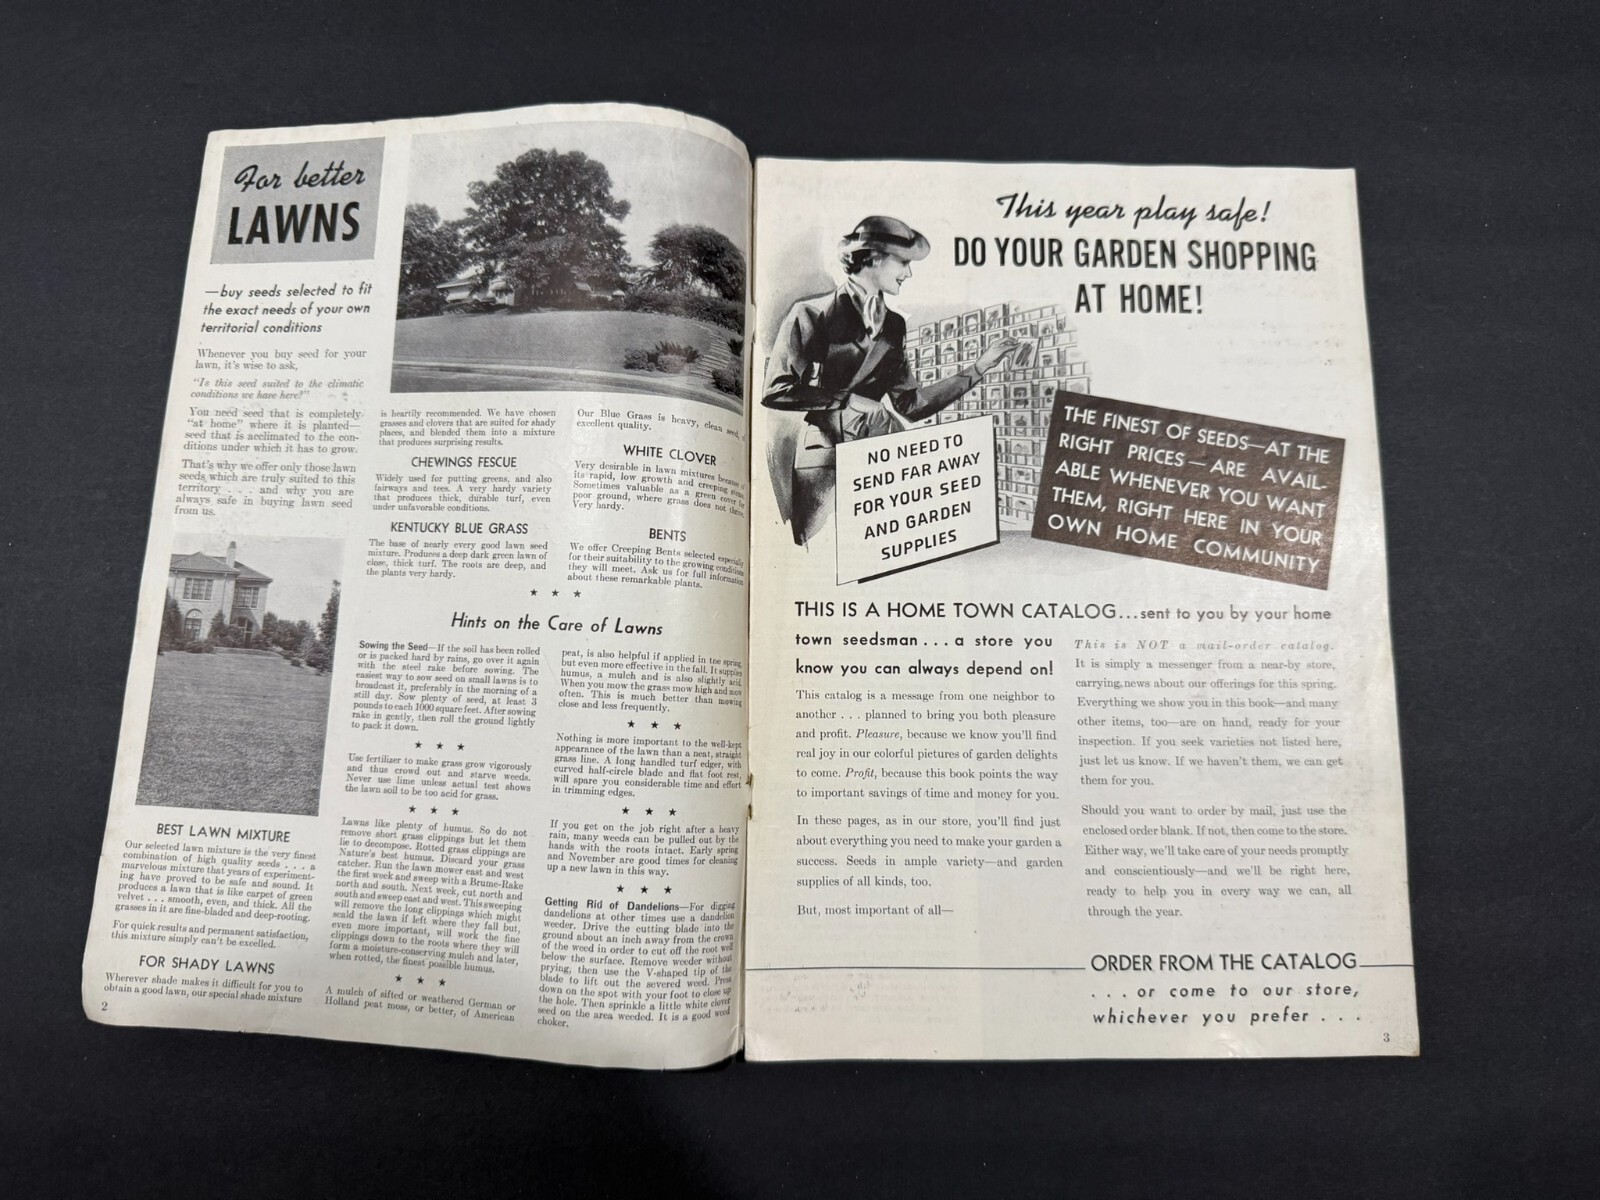 For better
LAWNS
—buy seeds selected to fit
the exact needs of your own
territorial conditions
Whenever you buy seed for your
lawn, it's wise to ask,
"Is this seed suited to the climatic
conditions we have here?"
You need seed that is completely
"at home" where it is planted—
seed that is acclimated to the con-
ditions under which it has to grow.
That's why we offer only those lawn
seeds which are truly suited to this
territory . . . and why you are
always safe in buying lawn seed
from us.
BEST LAWN MIXTURE
Our selected lawn mixture is the very finest
combination of high quality seeds . . . a
marvelous mixture that years of experiment-
ing have proved to be safe and sound. It
produces a lawn that is like carpet of green
velvet . . . smooth, even, and thick. All the
grasses in it are fine-bladed and deep-rooting.
For quick results and permanent satisfaction,
this mixture simply can't be excelled.
FOR SHADY LAWNS
Wherever shade makes it difficult for you to
obtain a good lawn, our special shade mixture
2
is heartily recommended. We have chosen
grasses and clovers that are suited for shady
places, and blended them into a mixture
that produces surprising results.
CHEWINGS FESCUE
Widely used for putting greens, and also
fairways and tees. A very hardy variety
that produces thick, durable turf, even
under unfavorable conditions.
KENTUCKY BLUE GRASS
The base of nearly every good lawn seed
mixture. Produces a deep dark green lawn of
close, thick turf. The roots are deep, and
the plants very hardy.
Our Blue Grass is heavy, clean seed, of
excellent quality.
WHITE CLOVER
Very desirable in lawn mixtures because of
its rapid, low growth and creeping stems.
Sometimes valuable as a green cover for
poor ground, where grass does not thrive.
Very hardy.
BENTS
We offer Creeping Bents selected especially
for their suitability to the growing conditions
they will meet. Ask us for full information
about these remarkable plants.
★ ★ ★
Hints on the Care of Lawns
Sowing the Seed—If the soil has been rolled
or is packed hard by rains, go over it again
with the steel rake before sowing. The
easiest way to sow seed on small lawns is to
broadcast it, preferably in the morning of a
still day. Sow plenty of seed, at least 3
pounds to each 1000 square feet. After sowing
rake in gently, then roll the ground lightly
to pack it down.
★ ★ ★
Use fertilizer to make grass grow vigorously
and thus crowd out and starve weeds.
Never use lime unless actual test shows
the lawn soil to be too acid for grass.
★ ★ ★
Lawns like plenty of humus. So do not
remove short grass clippings but let them
lie to decompose. Rotted grass clippings are
Nature's best humus. Discard your grass
catcher. Run the lawn mower east and west
the first week and sweep with a Brume-Rake
north and south. Next week, cut north and
south and sweep east and west. This sweeping
will remove the long clippings which might
scald the lawn if left where they fall but,
even more important, will work the fine
clippings down to the roots where they will
form a moisture-conserving mulch and later,
when rotted, the finest possible humus.
★ ★ ★
A mulch of sifted or weathered German or
Holland peat moss, or better, of American
peat, is also helpful if applied in the spring,
but even more effective in the fall. It supplies
humus, a mulch and is also slightly acid.
When you mow the grass mow high and mow
often. This is much better than mowing
close and less frequently.
★ ★ ★
Nothing is more important to the well-kept
appearance of the lawn than a neat, straight
grass line. A long handled turf edger, with
curved half-circle blade and flat foot rest,
will spare you considerable time and effort
in trimming edges.
★ ★ ★
If you get on the job right after a heavy
rain, many weeds can be pulled out by the
hands with the roots intact. Early spring
and November are good times for cleaning
up a new lawn in this way.
★ ★ ★
Getting Rid of Dandelions—For digging
dandelions at other times use a dandelion
weeder. Drive the cutting blade into the
ground about an inch away from the crown
of the weed in order to cut off the root well
below the surface. Remove weeder without
prying, then use the V-shaped tip of the
blade to lift out the severed weed. Press
down on the spot with your foot to close up
the hole. Then sprinkle a little white clover
seed on the area weeded. It is a good weed
choker.
This year play safe!
DO YOUR GARDEN SHOPPING
AT HOME!
NO NEED TO
SEND FAR AWAY
FOR YOUR SEED
AND GARDEN
SUPPLIES
THE FINEST OF SEEDS—AT THE
RIGHT PRICES—ARE AVAIL-
ABLE WHENEVER YOU WANT
THEM, RIGHT HERE IN YOUR
OWN HOME COMMUNITY
THIS IS A HOME TOWN CATALOG...sent to you by your home
town seedsman . . . a store you
know you can always depend on!
This catalog is a message from one neighbor to
another . . . planned to bring you both pleasure
and profit. Pleasure, because we know you'll find
real joy in our colorful pictures of garden delights
to come. Profit, because this book points the way
to important savings of time and money for you.
In these pages, as in our store, you'll find just
about everything you need to make your garden a
success. Seeds in ample variety—and garden
supplies of all kinds, too.
But, most important of all—
This is NOT a mail-order catalog.
It is simply a messenger from a near-by store,
carrying news about our offerings for this spring.
Everything we show you in this book—and many
other items, too—are on hand, ready for your
inspection. If you seek varieties not listed here,
just let us know. If we haven't them, we can get
them for you.
Should you want to order by mail, just use the
enclosed order blank. If not, then come to the store.
Either way, we'll take care of your needs promptly
and conscientiously—and we'll be right here,
ready to help you in every way we can, all
through the year.
ORDER FROM THE CATALOG
. . . or come to our store,
whichever you prefer . . .
3